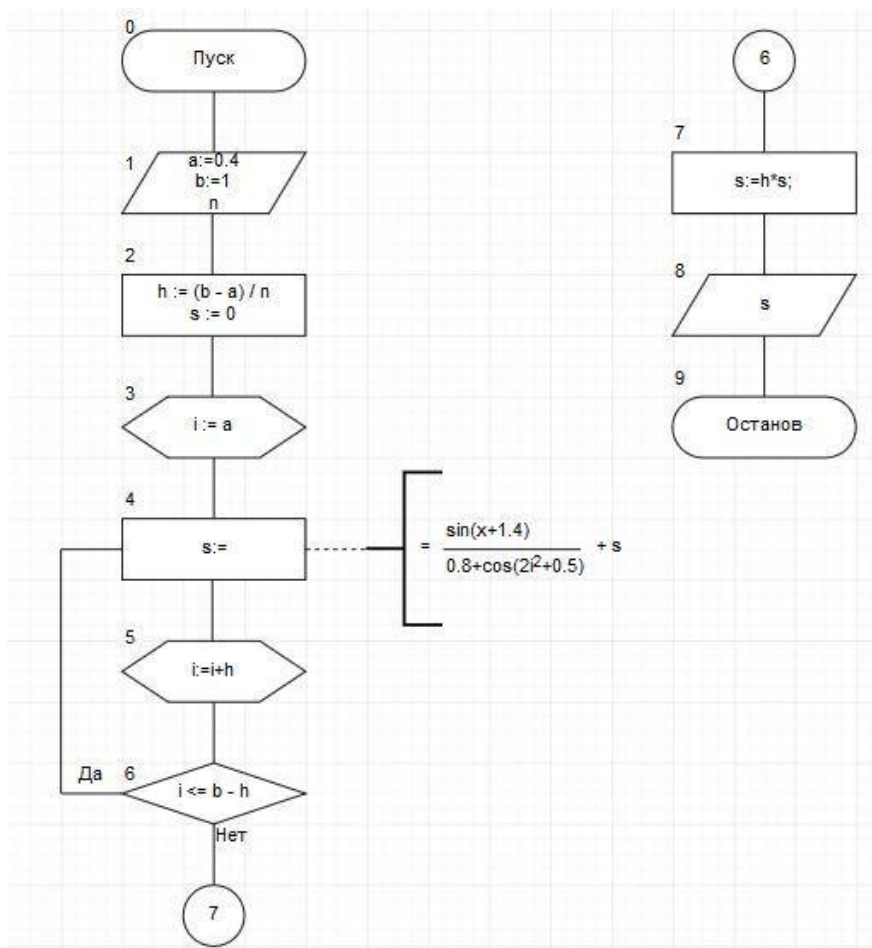 0
Пуск
1
a:=0.4
b:=1
n
2
h := (b - a) / n
s := 0
3
i := a
4
s:=
= sin(x+1.4) / 0.8+cos(2i²+0.5) + s
5
i:=i+h
Да 6
i <= b - h
Нет
7
6
7
s:=h*s;
8
s
9
Останов